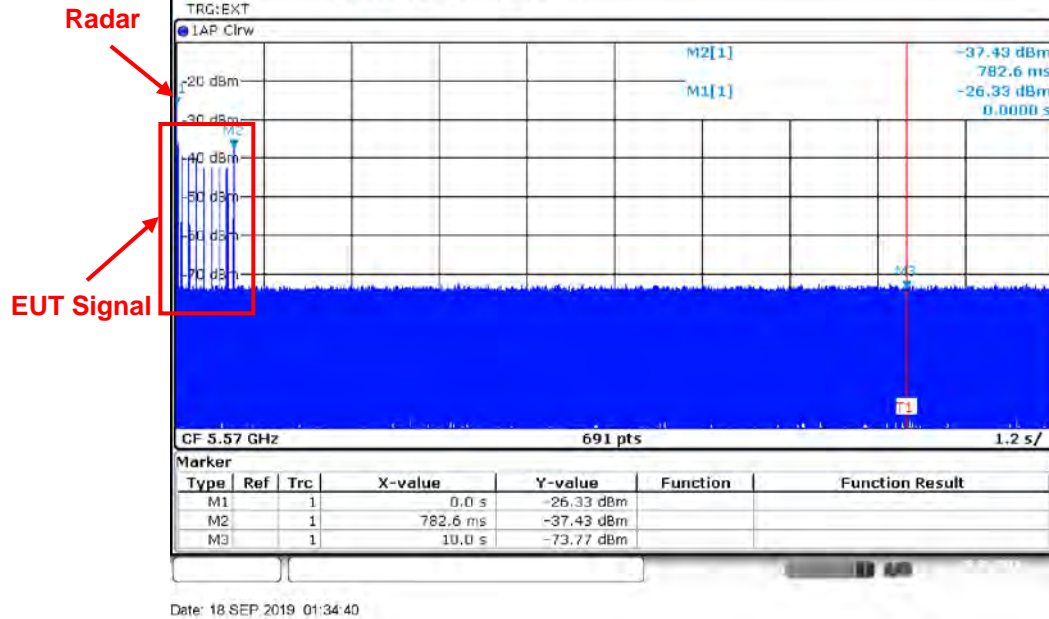 Radar
EUT Signal
TRG:EXT
1AP Clrw
M2[1]
-37.43 dBm
782.6 ms
M1[1]
-26.33 dBm
0.0000 s
-20 dBm
-30 dBm
M2
-40 dBm
-50 dBm
-60 dBm
-70 dBm
M3
T1
CF 5.57 GHz 691 pts 1.2 s/
Marker
Type Ref Trc X-value Y-value Function Function Result
M1 1 0.0 s -26.33 dBm
M2 1 782.6 ms -37.43 dBm
M3 1 10.0 s -73.77 dBm
Date: 18 SEP 2019 01:34:40